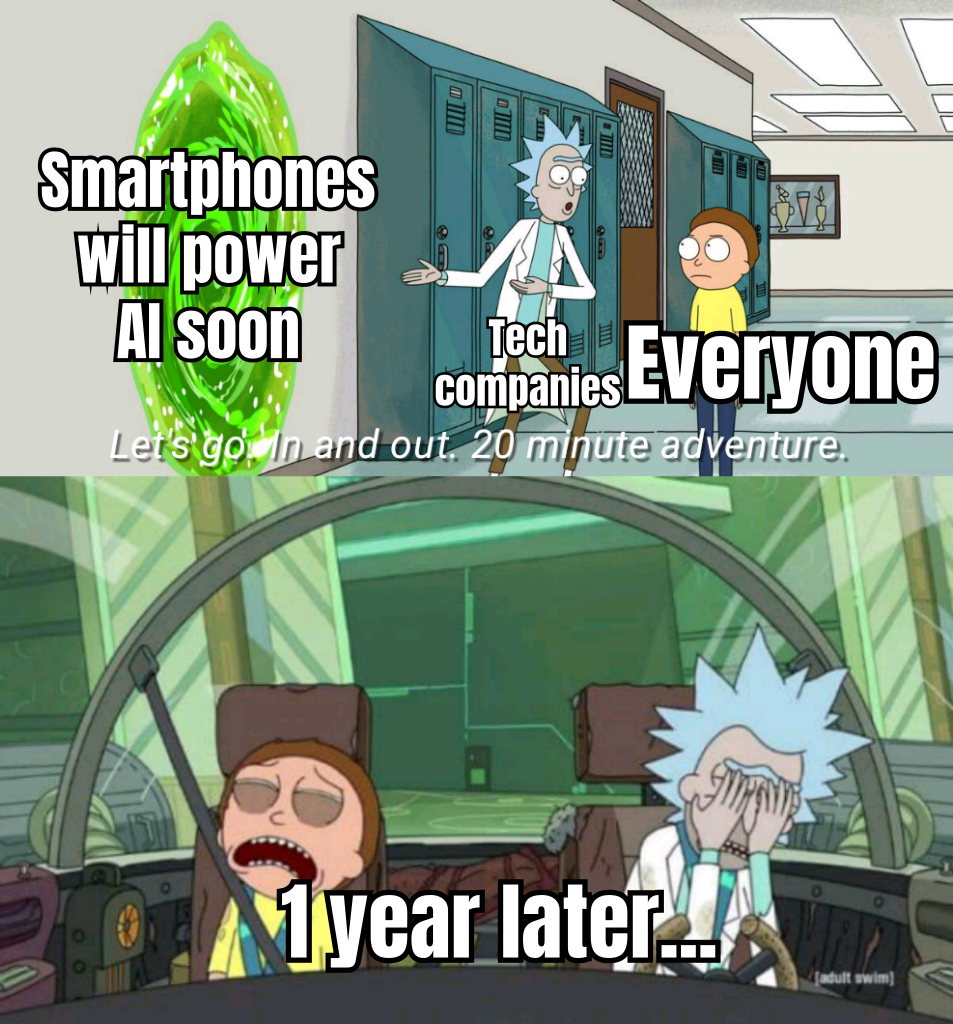 Smartphones
will power
AI soon
Tech
companies
Everyone
Let's go. In and out. 20 minute adventure.
1 year later...
[adult swim]